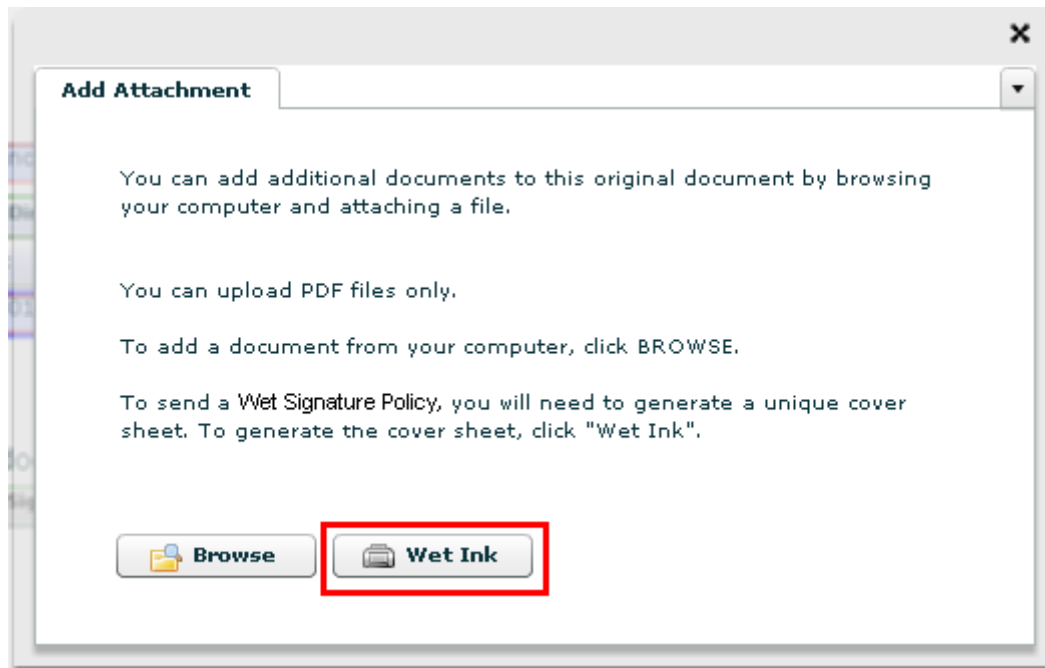 Add Attachment
You can add additional documents to this original document by browsing
your computer and attaching a file.
You can upload PDF files only.
To add a document from your computer, click BROWSE.
To send a Wet Signature Policy, you will need to generate a unique cover
sheet. To generate the cover sheet, click "Wet Ink".
Browse
Wet Ink